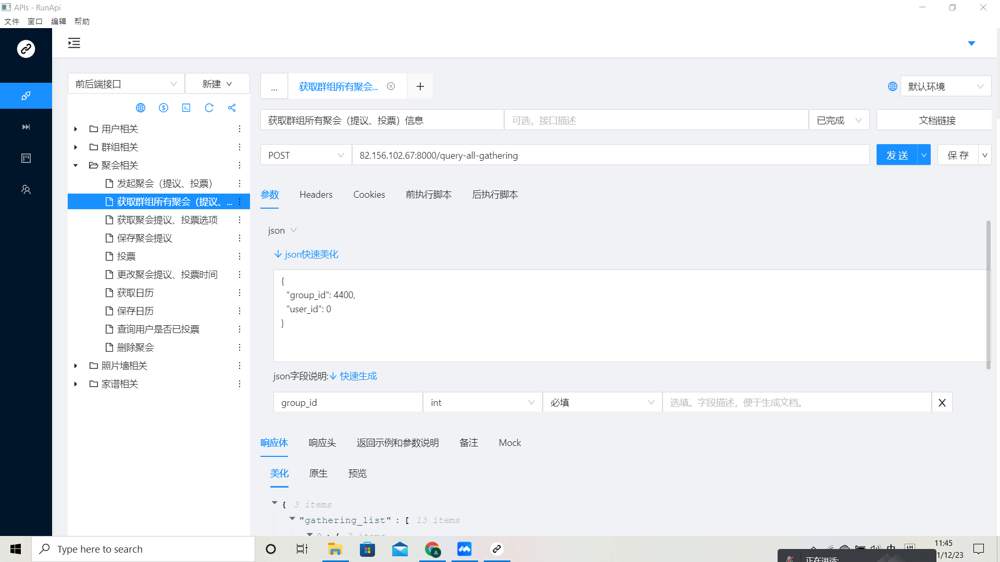 APIs - RunApi
文件 窗口 编辑 帮助
前后端接口 新建
... 获取群组所有聚会... 默认环境
用户相关
群组相关
聚会相关
发起聚会（提议、投票）
获取群组所有聚会（提议、...
获取聚会提议、投票选项
保存聚会提议
投票
更改聚会提议、投票时间
获取日历
保存日历
查询用户是否已投票
删除聚会
照片墙相关
家谱相关
获取群组所有聚会（提议、投票）信息 可选，接口描述 已完成 文档链接
POST 82.156.102.67:8000/query-all-gathering 发送 保存
参数 Headers Cookies 前执行脚本 后执行脚本
json
json快速美化
{
"group_id": 4400,
"user_id": 0
}
json字段说明: 快速生成
group_id int 必填 选填。字段描述，便于生成文档。 X
响应体 响应头 返回示例和参数说明 备注 Mock
美化 原生 预览
{ 3 items
"gathering_list" : [ 13 items
0 : { 7 items
Type here to search
中 拼
11:45
1/12/23
正在讲话: